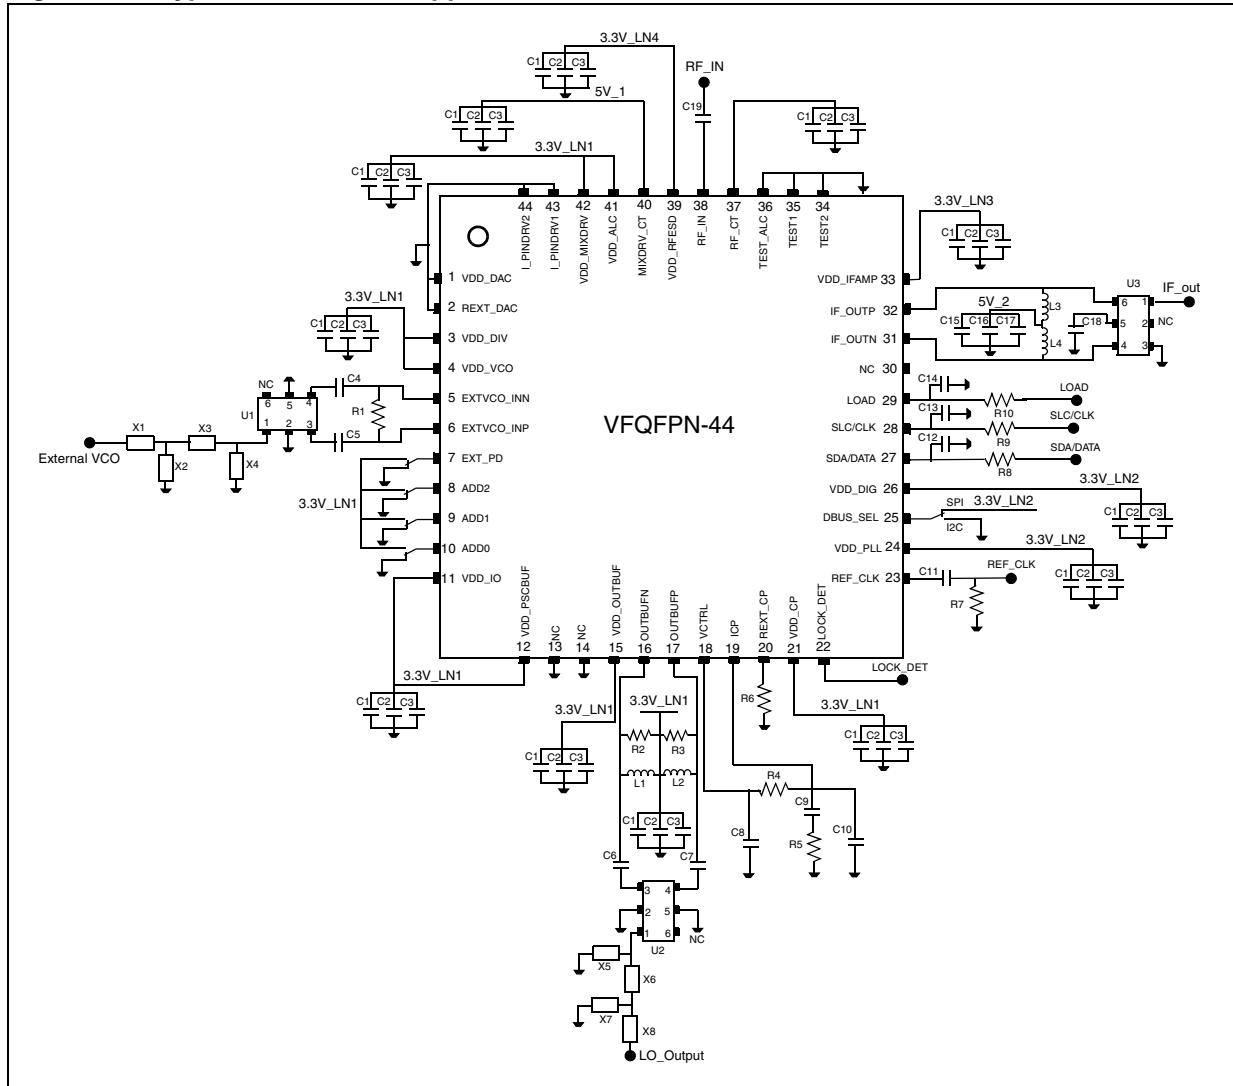 3.3V_LN4
C1 C2 C3
RF_IN
5V_1
C1 C2 C3
C19
C1 C2 C3
3.3V_LN1
C1 C2 C3
44 43 42 41 40 39 38 37 36 35 34
I_PINDRV2
I_PINDRV1
VDD_MIXDRV
VDD_ALC
MIXDRV_CT
VDD_RFESD
RF_IN
RF_CT
TEST_ALC
TEST1
TEST2
3.3V_LN3
C1 C2 C3
1 VDD_DAC
2 REXT_DAC
3 VDD_DIV
4 VDD_VCO
5 EXTVCO_INN
6 EXTVCO_INP
7 EXT_PD
8 ADD2
9 ADD1
10 ADD0
11 VDD_IO
VFQFPN-44
VDD_IFAMP 33
IF_OUTP 32
IF_OUTN 31
NC 30
LOAD 29
SLC/CLK 28
SDA/DATA 27
VDD_DIG 26
DBUS_SEL 25
VDD_PLL 24
REF_CLK 23
3.3V_LN1
C1 C2 C3
NC
6 5 4
U1
1 2 3
C4
R1
C5
X1
X3
X2
X4
External VCO
3.3V_LN1
5V_2
C15 C16 C17
L3
L4
C18
U3
6 1
5 2
4 3
NC
IF_out
C14
LOAD
R10
C13
SLC/CLK
R9
C12
SDA/DATA
R8
3.3V_LN2
C1 C2 C3
SPI
3.3V_LN2
I2C
3.3V_LN2
C1 C2 C3
C11
REF_CLK
R7
VDD_PSCBUF
NC
NC
VDD_OUTBUF
OUTBUFN
OUTBUFP
VCTRL
ICP
REXT_CP
VDD_CP
LOCK_DET
12 13 14 15 16 17 18 19 20 21 22
3.3V_LN1
C1 C2 C3
3.3V_LN1
C1 C2 C3
3.3V_LN1
R2 R3
L1 L2
C1 C2 C3
C6 C7
R6
LOCK_DET
3.3V_LN1
C1 C2 C3
R4
C8
C9
R5
C10
3 4
2 5
1 6
NC
U2
X5
X6
X7
X8
LO_Output